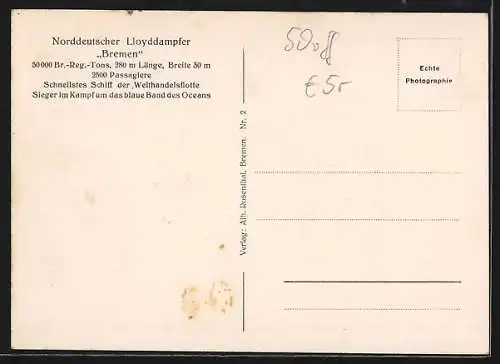 Norddeutscher Lloyddampfer
„Bremen"
50000 Br.-Reg.-Tons, 280 m Länge, Breite 30 m
2500 Passagiere
Schnellstes Schiff der Welthandelsflotte
Sieger im Kampf um das blaue Band des Oceans
Verlag: Alb. Rosenthal, Bremen. Nr. 2
Echte
Photographie